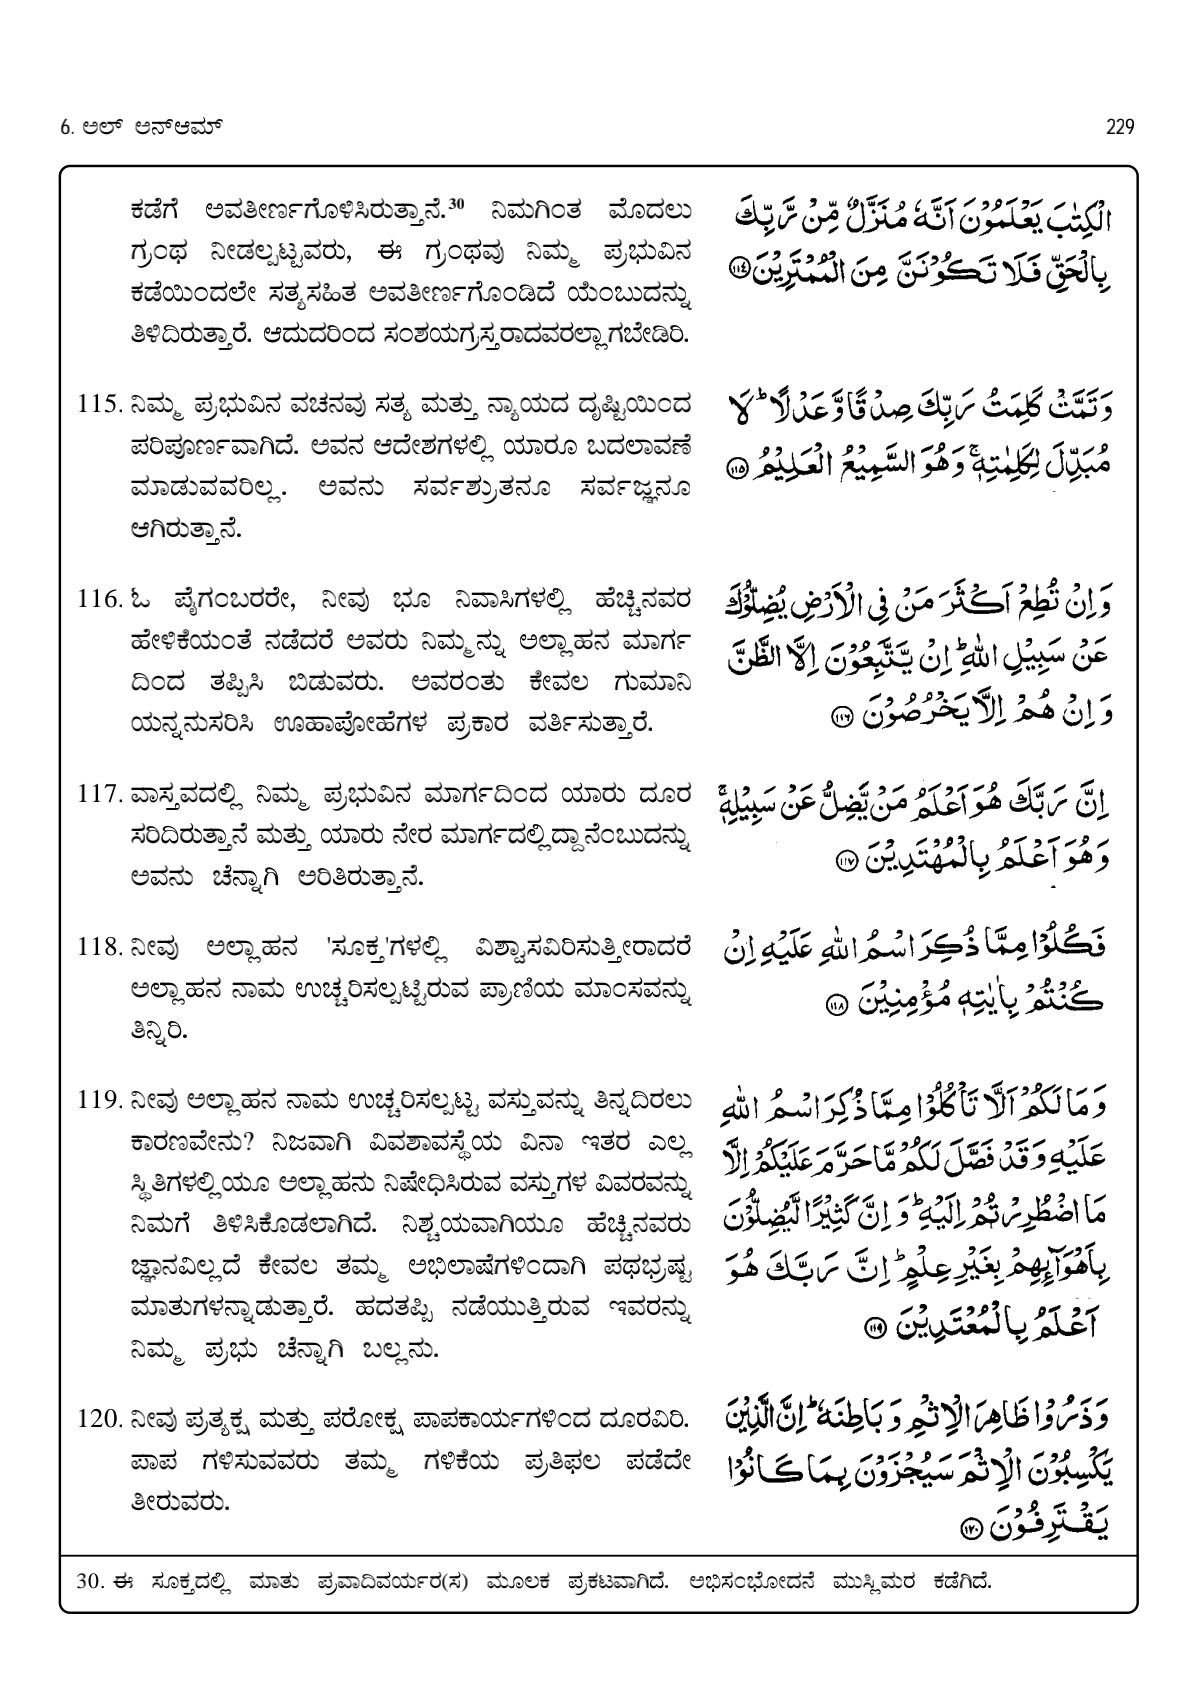 6. ಅಲ್ ಅನ್‌ಆಮ್
229
ಕಡೆಗೆ ಅವತೀರ್ಣಗೊಳಿಸಿರುತ್ತಾನೆ.³⁰ ನಿಮಗಿಂತ ಮೊದಲು
ಗ್ರಂಥ ನೀಡಲ್ಪಟ್ಟವರು, ಈ ಗ್ರಂಥವು ನಿಮ್ಮ ಪ್ರಭುವಿನ
ಕಡೆಯಿಂದಲೇ ಸತ್ಯಸಹಿತ ಅವತೀರ್ಣಗೊಂಡಿದೆ ಯೆಂಬುದನ್ನು
ತಿಳಿದಿರುತ್ತಾರೆ. ಆದುದರಿಂದ ಸಂಶಯಗ್ರಸ್ತರಾದವರಲ್ಲಾಗಬೇಡಿರಿ.
الْكِتٰبَ يَعْلَمُوْنَ اَنَّهٗ مُنَزَّلٌ مِّنْ رَّبِّكَ
بِالْحَقِّ فَلَا تَكُوْنَنَّ مِنَ الْمُمْتَرِيْنَ ﴿١١٤﴾
115. ನಿಮ್ಮ ಪ್ರಭುವಿನ ವಚನವು ಸತ್ಯ ಮತ್ತು ನ್ಯಾಯದ ದೃಷ್ಟಿಯಿಂದ
ಪರಿಪೂರ್ಣವಾಗಿದೆ. ಅವನ ಆದೇಶಗಳಲ್ಲಿ ಯಾರೂ ಬದಲಾವಣೆ
ಮಾಡುವವರಿಲ್ಲ. ಅವನು ಸರ್ವಶ್ರುತನೂ ಸರ್ವಜ್ಞನೂ
ಆಗಿರುತ್ತಾನೆ.
وَتَمَّتْ كَلِمَتُ رَبِّكَ صِدْقًا وَّعَدْلًا ؕ لَا
مُبَدِّلَ لِكَلِمٰتِهٖ ۚ وَهُوَ السَّمِيْعُ الْعَلِيْمُ ﴿١١٥﴾
116. ಓ ಪೈಗಂಬರರೇ, ನೀವು ಭೂ ನಿವಾಸಿಗಳಲ್ಲಿ ಹೆಚ್ಚಿನವರ
ಹೇಳಿಕೆಯಂತೆ ನಡೆದರೆ ಅವರು ನಿಮ್ಮನ್ನು ಅಲ್ಲಾಹನ ಮಾರ್ಗ
ದಿಂದ ತಪ್ಪಿಸಿ ಬಿಡುವರು. ಅವರಂತು ಕೇವಲ ಗುಮಾನಿ
ಯನ್ನನುಸರಿಸಿ ಊಹಾಪೋಹೆಗಳ ಪ್ರಕಾರ ವರ್ತಿಸುತ್ತಾರೆ.
وَاِنْ تُطِعْ اَكْثَرَ مَنْ فِي الْاَرْضِ يُضِلُّوْكَ
عَنْ سَبِيْلِ اللّٰهِ ؕ اِنْ يَّتَّبِعُوْنَ اِلَّا الظَّنَّ
وَاِنْ هُمْ اِلَّا يَخْرُصُوْنَ ﴿١١٦﴾
117. ವಾಸ್ತವದಲ್ಲಿ ನಿಮ್ಮ ಪ್ರಭುವಿನ ಮಾರ್ಗದಿಂದ ಯಾರು ದೂರ
ಸರಿದಿರುತ್ತಾನೆ ಮತ್ತು ಯಾರು ನೇರ ಮಾರ್ಗದಲ್ಲಿದ್ದಾನೆಂಬುದನ್ನು
ಅವನು ಚೆನ್ನಾಗಿ ಅರಿತಿರುತ್ತಾನೆ.
اِنَّ رَبَّكَ هُوَ اَعْلَمُ مَنْ يَّضِلُّ عَنْ سَبِيْلِهٖ ۚ
وَهُوَ اَعْلَمُ بِالْمُهْتَدِيْنَ ﴿١١٧﴾
118. ನೀವು ಅಲ್ಲಾಹನ 'ಸೂಕ್ತ'ಗಳಲ್ಲಿ ವಿಶ್ವಾಸವಿರಿಸುತ್ತೀರಾದರೆ
ಅಲ್ಲಾಹನ ನಾಮ ಉಚ್ಚರಿಸಲ್ಪಟ್ಟಿರುವ ಪ್ರಾಣಿಯ ಮಾಂಸವನ್ನು
ತಿನ್ನಿರಿ.
فَكُلُوْا مِمَّا ذُكِرَ اسْمُ اللّٰهِ عَلَيْهِ اِنْ
كُنْتُمْ بِاٰيٰتِهٖ مُؤْمِنِيْنَ ﴿١١٨﴾
119. ನೀವು ಅಲ್ಲಾಹನ ನಾಮ ಉಚ್ಚರಿಸಲ್ಪಟ್ಟ ವಸ್ತುವನ್ನು ತಿನ್ನದಿರಲು
ಕಾರಣವೇನು? ನಿಜವಾಗಿ ವಿವಶಾವಸ್ಥೆಯ ವಿನಾ ಇತರ ಎಲ್ಲ
ಸ್ಥಿತಿಗಳಲ್ಲಿಯೂ ಅಲ್ಲಾಹನು ನಿಷೇಧಿಸಿರುವ ವಸ್ತುಗಳ ವಿವರವನ್ನು
ನಿಮಗೆ ತಿಳಿಸಿಕೊಡಲಾಗಿದೆ. ನಿಶ್ಚಯವಾಗಿಯೂ ಹೆಚ್ಚಿನವರು
ಜ್ಞಾನವಿಲ್ಲದೆ ಕೇವಲ ತಮ್ಮ ಅಭಿಲಾಷೆಗಳಿಂದಾಗಿ ಪಥಭ್ರಷ್ಟ
ಮಾತುಗಳನ್ನಾಡುತ್ತಾರೆ. ಹದತಪ್ಪಿ ನಡೆಯುತ್ತಿರುವ ಇವರನ್ನು
ನಿಮ್ಮ ಪ್ರಭು ಚೆನ್ನಾಗಿ ಬಲ್ಲನು.
وَمَا لَكُمْ اَلَّا تَاْكُلُوْا مِمَّا ذُكِرَ اسْمُ اللّٰهِ
عَلَيْهِ وَقَدْ فَصَّلَ لَكُمْ مَّا حَرَّمَ عَلَيْكُمْ اِلَّا
مَا اضْطُرِرْتُمْ اِلَيْهِ ؕ وَاِنَّ كَثِيْرًا لَّيُضِلُّوْنَ
بِاَهْوَآئِهِمْ بِغَيْرِ عِلْمٍ ؕ اِنَّ رَبَّكَ هُوَ
اَعْلَمُ بِالْمُعْتَدِيْنَ ﴿١١٩﴾
120. ನೀವು ಪ್ರತ್ಯಕ್ಷ ಮತ್ತು ಪರೋಕ್ಷ ಪಾಪಕಾರ್ಯಗಳಿಂದ ದೂರವಿರಿ.
ಪಾಪ ಗಳಿಸುವವರು ತಮ್ಮ ಗಳಿಕೆಯ ಪ್ರತಿಫಲ ಪಡೆದೇ
ತೀರುವರು.
وَذَرُوْا ظَاهِرَ الْاِثْمِ وَبَاطِنَهٗ ؕ اِنَّ الَّذِيْنَ
يَكْسِبُوْنَ الْاِثْمَ سَيُجْزَوْنَ بِمَا كَانُوْا
يَقْتَرِفُوْنَ ﴿١٢٠﴾
30. ಈ ಸೂಕ್ತದಲ್ಲಿ ಮಾತು ಪ್ರವಾದಿವರ್ಯರ(ಸ) ಮೂಲಕ ಪ್ರಕಟವಾಗಿದೆ. ಅಭಿಸಂಭೋದನೆ ಮುಸ್ಲಿಮರ ಕಡೆಗಿದೆ.